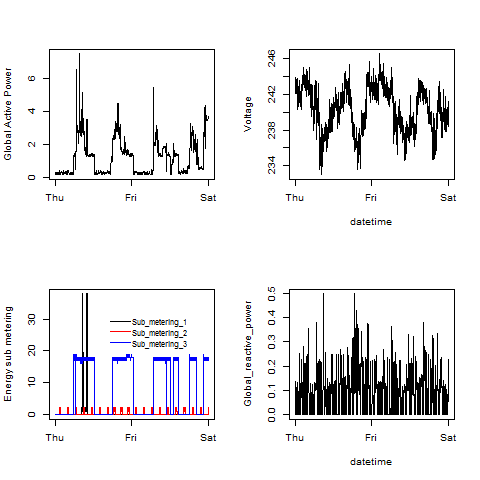 Global Active Power
6
4
2
0
Thu Fri Sat
Voltage
246
242
238
234
Thu Fri Sat
datetime
Energy sub metering
30
20
10
0
Sub_metering_1
Sub_metering_2
Sub_metering_3
Thu Fri Sat
Global_reactive_power
0.5
0.4
0.3
0.2
0.1
0.0
Thu Fri Sat
datetime